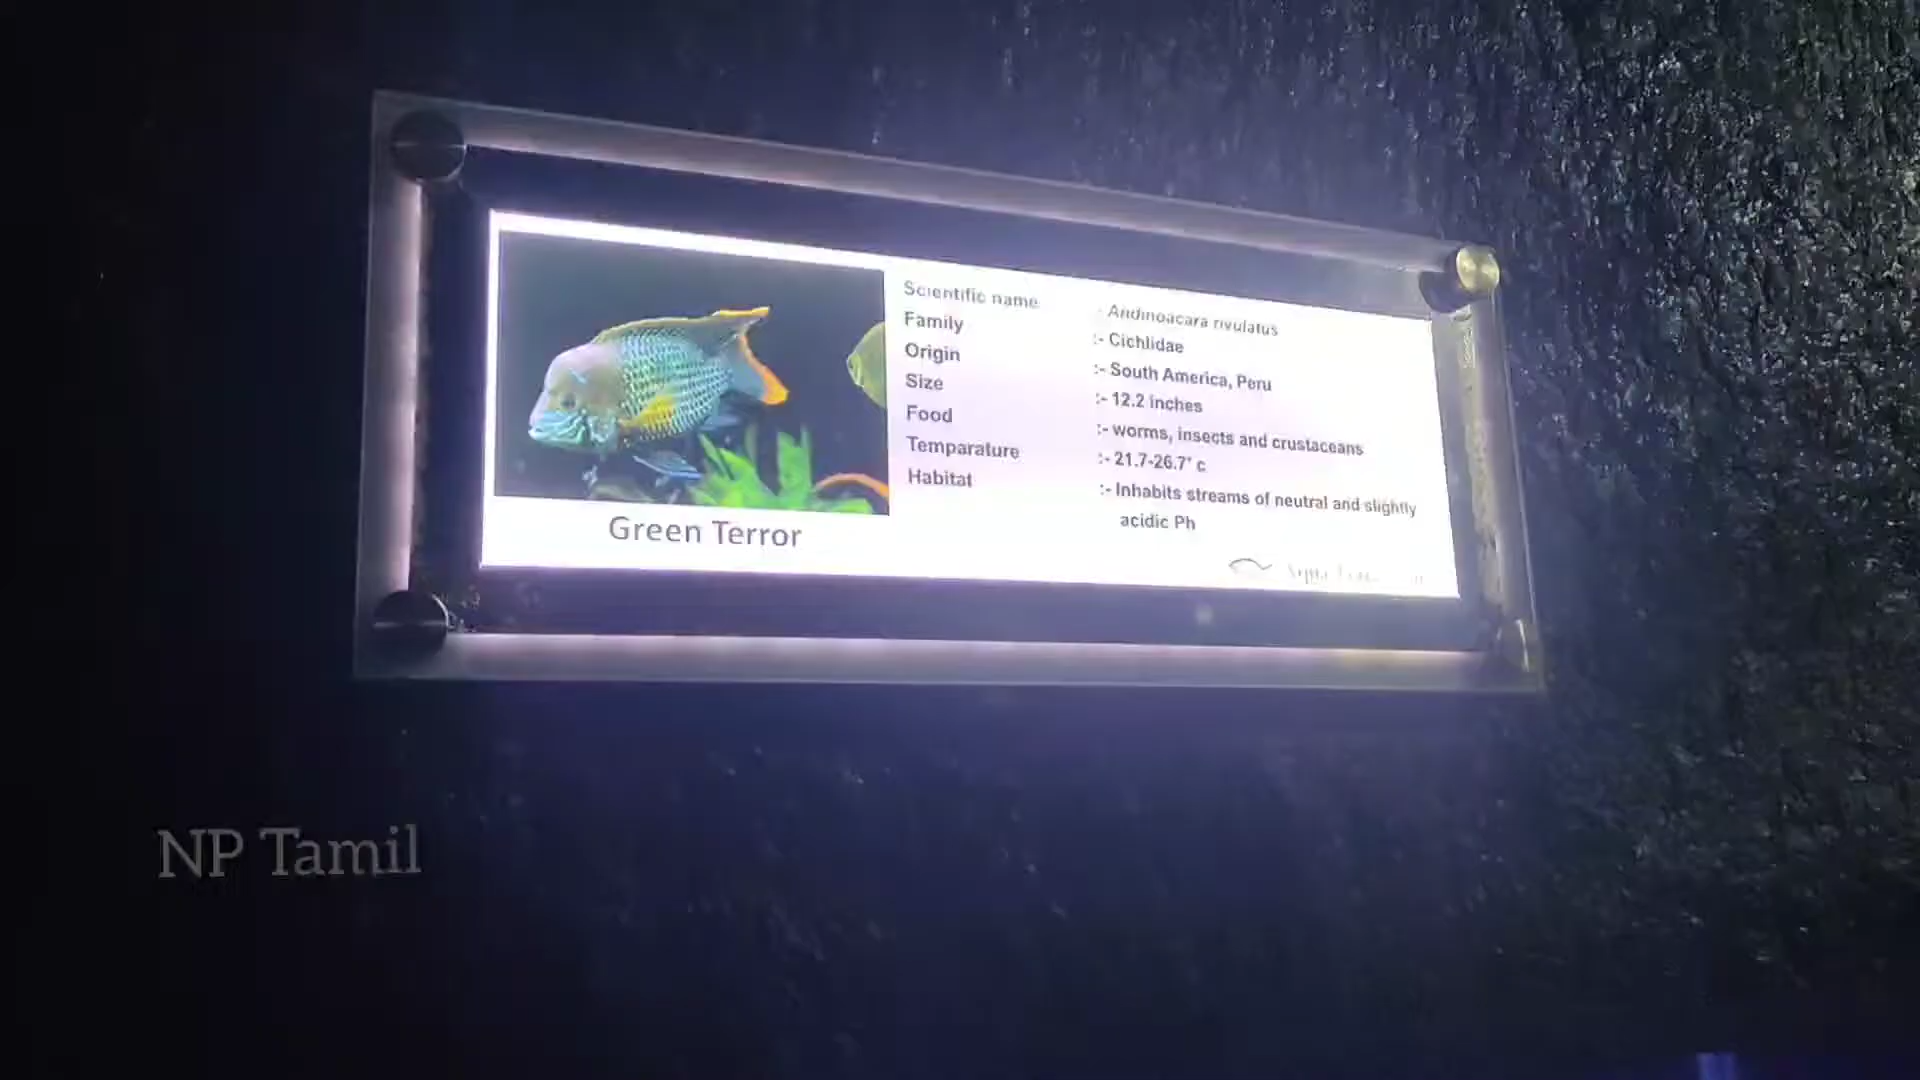 Scientific name :- Andinoacara rivulatus
Family :- Cichlidae
Origin :- South America, Peru
Size :- 12.2 inches
Food :- worms, insects and crustaceans
Temparature :- 21.7-26.7° c
Habitat :- Inhabits streams of neutral and slightly
acidic Ph
Green Terror
Aqua
NP Tamil